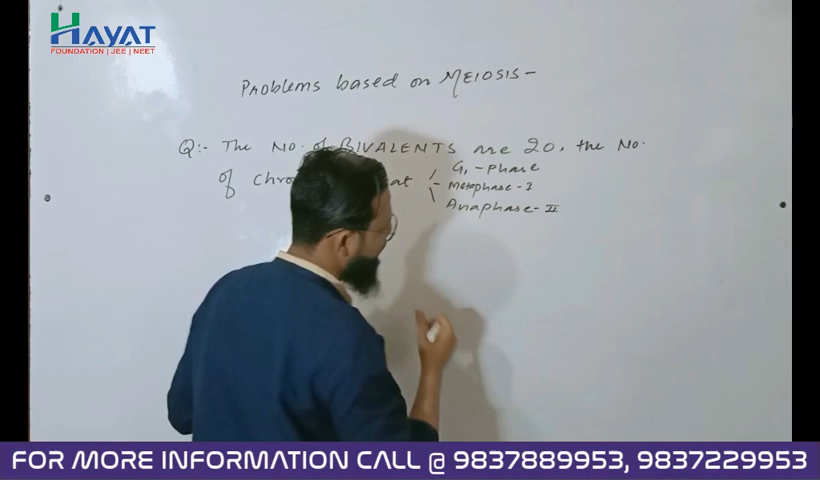 HAYAT
FOUNDATION | JEE | NEET
Problems based on MEIOSIS-
Q:- The NO. of BIVALENTS are 20, the No.
of at G1-Phase
Metaphase-I
Anaphase-II
FOR MORE INFORMATION CALL @ 9837889953, 9837229953